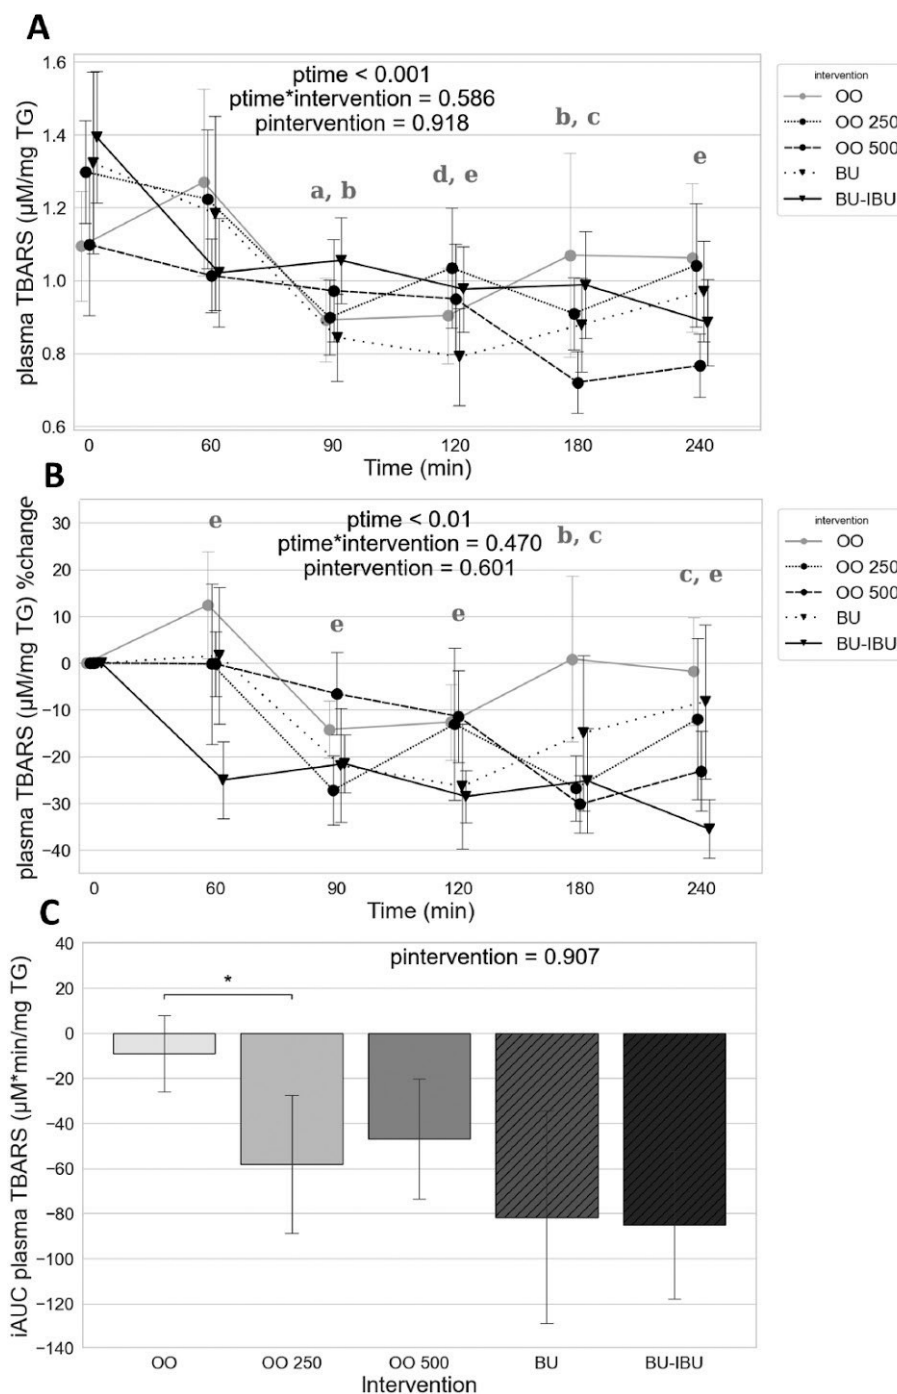 A
plasma TBARS (µM/mg TG)
1.6
1.4
1.2
1.0
0.8
0.6
ptime < 0.001
ptime*intervention = 0.586
pintervention = 0.918
a, b
d, e
b, c
e
0 60 90 120 180 240
Time (min)
intervention
OO
OO 250
OO 500
BU
BU-IBU
B
plasma TBARS (µM/mg TG) %change
30
20
10
0
−10
−20
−30
−40
ptime < 0.01
ptime*intervention = 0.470
pintervention = 0.601
e
e
e
b, c
c, e
0 60 90 120 180 240
Time (min)
intervention
OO
OO 250
OO 500
BU
BU-IBU
C
iAUC plasma TBARS (µM*min/mg TG)
40
20
0
−20
−40
−60
−80
−100
−120
−140
pintervention = 0.907
*
OO OO 250 OO 500 BU BU-IBU
Intervention